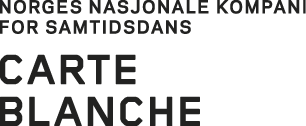 NORGES NASJONALE KOMPANI
FOR SAMTIDSDANS
CARTE
BLANCHE